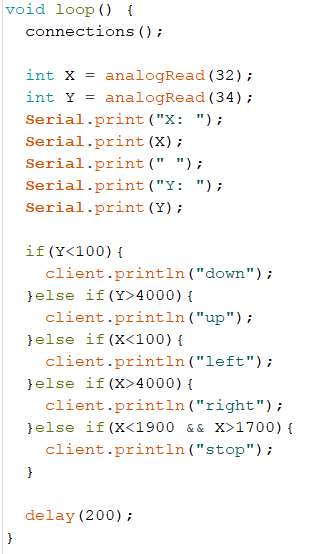 void loop() {
  connections();

  int X = analogRead(32);
  int Y = analogRead(34);
  Serial.print("X: ");
  Serial.print(X);
  Serial.print(" ");
  Serial.print("Y: ");
  Serial.print(Y);

  if(Y<100){
    client.println("down");
  }else if(Y>4000){
    client.println("up");
  }else if(X<100){
    client.println("left");
  }else if(X>4000){
    client.println("right");
  }else if(X<1900 && X>1700){
    client.println("stop");
  }

  delay(200);
}